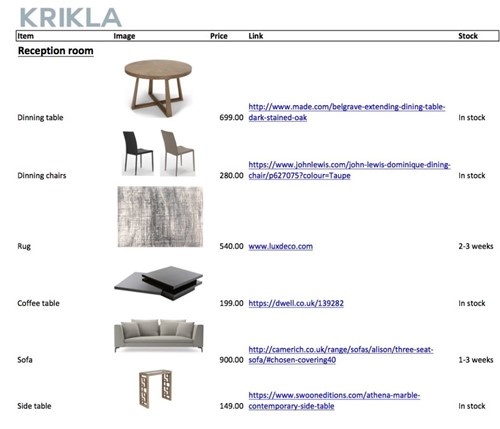 KRIKLA
Item Image Price Link Stock
Reception room
http://www.made.com/belgrave-extending-dining-table-
Dinning table 699.00 dark-stained-oak In stock
https://www.johnlewis.com/john-lewis-dominique-dining-
Dinning chairs 280.00 chair/p627075?colour=Taupe In stock
Rug 540.00 www.luxdeco.com 2-3 weeks
Coffee table 199.00 https://dwell.co.uk/139282 In stock
http://camerich.co.uk/range/sofas/alison/three-seat-
Sofa 900.00 sofa/#chosen-covering40 1-3 weeks
https://www.swooneditions.com/athena-marble-
Side table 149.00 contemporary-side-table In stock